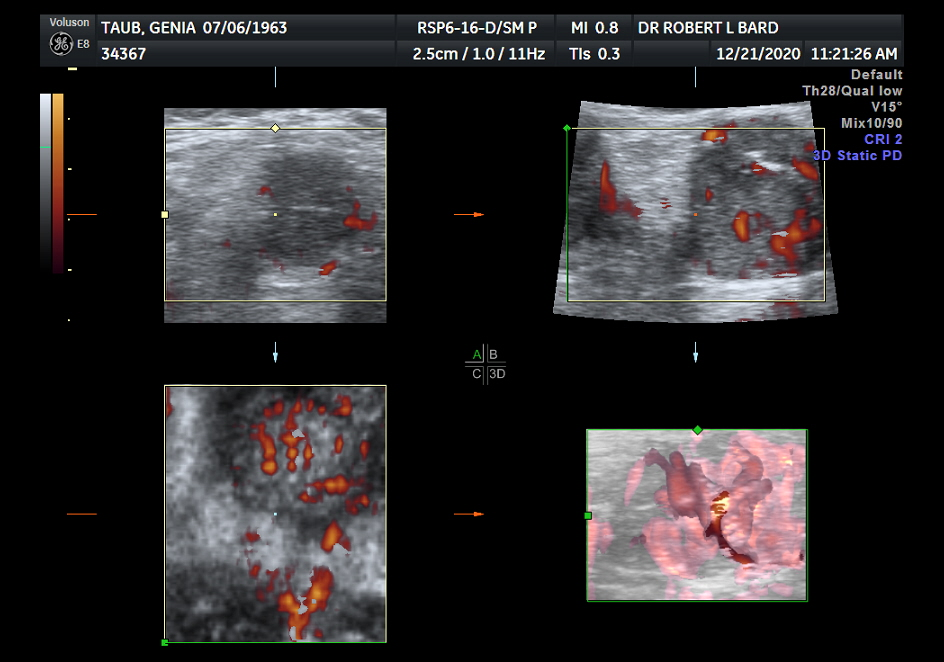 Voluson
E8
TAUB, GENIA 07/06/1963
RSP6-16-D/SM P
MI 0.8
DR ROBERT L BARD
34367
2.5cm / 1.0 / 11Hz
TIs 0.3
12/21/2020 11:21:26 AM
Default
Th28/Qual low
V15°
Mix10/90
CRI 2
3D Static PD
A B
C 3D